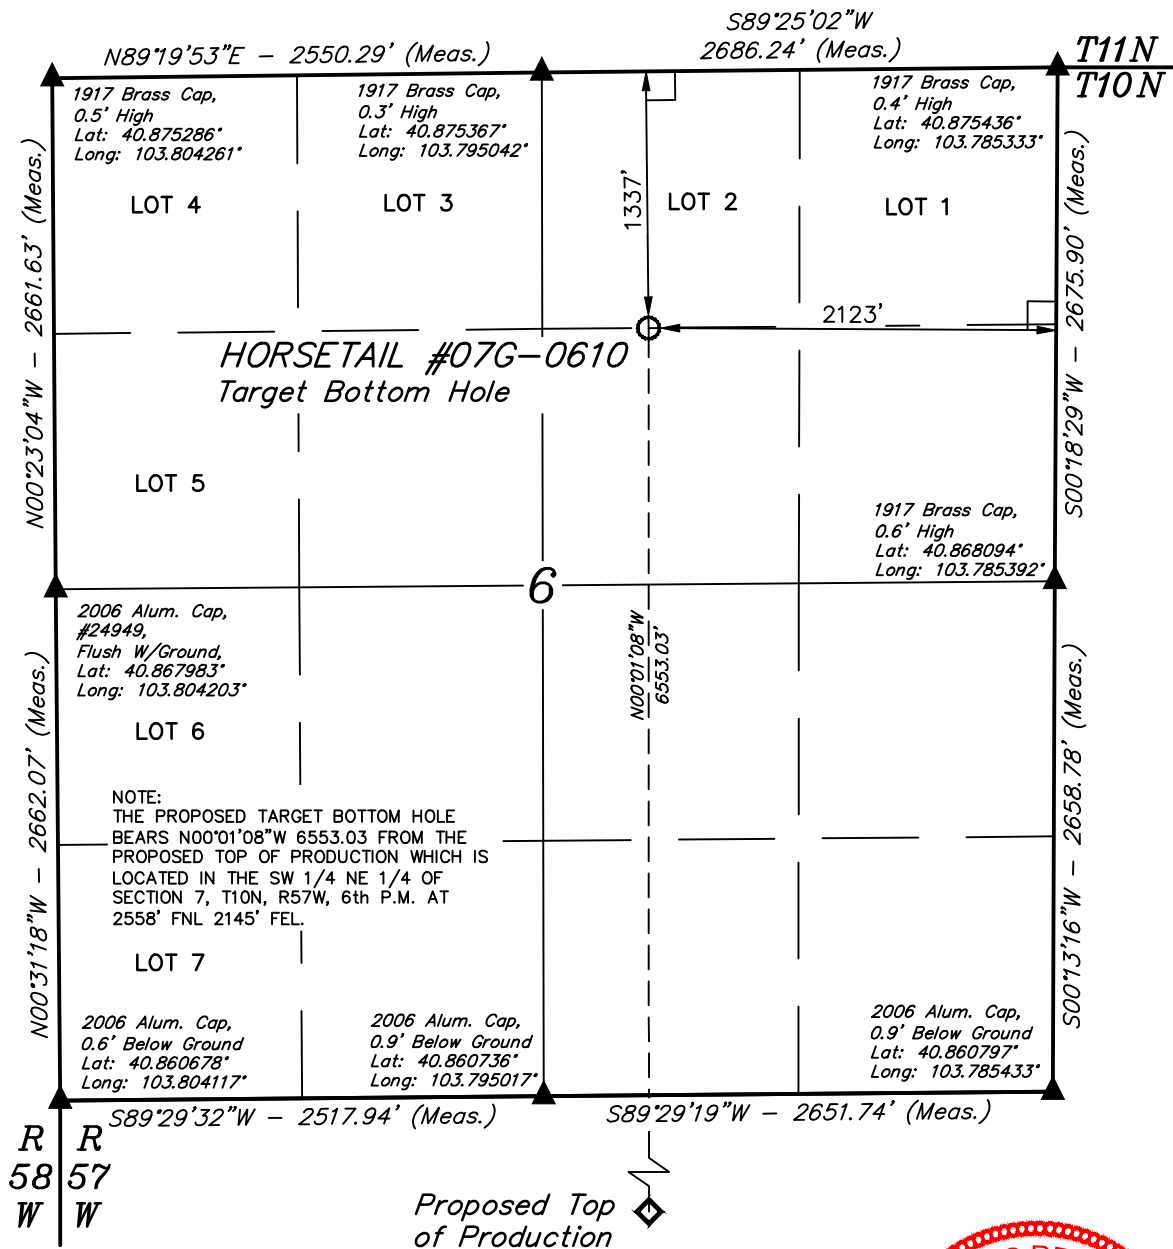 S89°25'02"W
N89°19'53"E - 2550.29' (Meas.)
2686.24' (Meas.)
T11N
T10N
1917 Brass Cap,
0.5' High
Lat: 40.875286°
Long: 103.804261°
1917 Brass Cap,
0.3' High
Lat: 40.875367°
Long: 103.795042°
1917 Brass Cap,
0.4' High
Lat: 40.875436°
Long: 103.785333°
LOT 4
LOT 3
LOT 2
LOT 1
1337'
2123'
N00°23'04"W - 2661.63' (Meas.)
S00°18'29"W - 2675.90' (Meas.)
HORSETAIL #07G-0610
Target Bottom Hole
LOT 5
1917 Brass Cap,
0.6' High
Lat: 40.868094°
Long: 103.785392°
6
2006 Alum. Cap,
#24949,
Flush W/Ground,
Lat: 40.867983°
Long: 103.804203°
N00°01'08"W
6553.03'
LOT 6
N00°31'18"W - 2662.07' (Meas.)
S00°13'16"W - 2658.78' (Meas.)
NOTE:
THE PROPOSED TARGET BOTTOM HOLE
BEARS N00°01'08"W 6553.03 FROM THE
PROPOSED TOP OF PRODUCTION WHICH IS
LOCATED IN THE SW 1/4 NE 1/4 OF
SECTION 7, T10N, R57W, 6th P.M. AT
2558' FNL 2145' FEL.
LOT 7
2006 Alum. Cap,
0.6' Below Ground
Lat: 40.860678°
Long: 103.804117°
2006 Alum. Cap,
0.9' Below Ground
Lat: 40.860736°
Long: 103.795017°
2006 Alum. Cap,
0.9' Below Ground
Lat: 40.860797°
Long: 103.785433°
S89°29'32"W - 2517.94' (Meas.)
S89°29'19"W - 2651.74' (Meas.)
R R
58 57
W W
Proposed Top
of Production